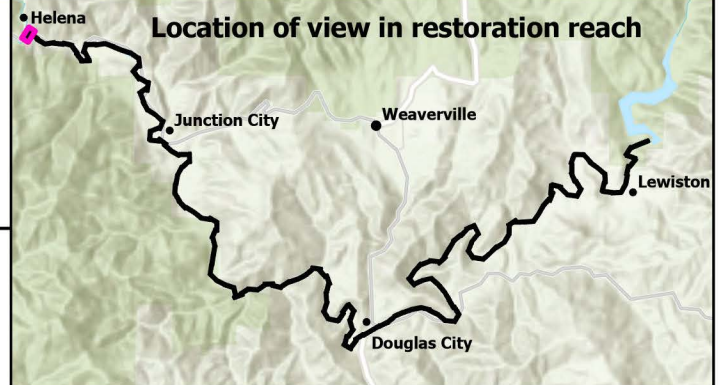 Helena
Location of view in restoration reach
Junction City
Weaverville
Lewiston
Douglas City